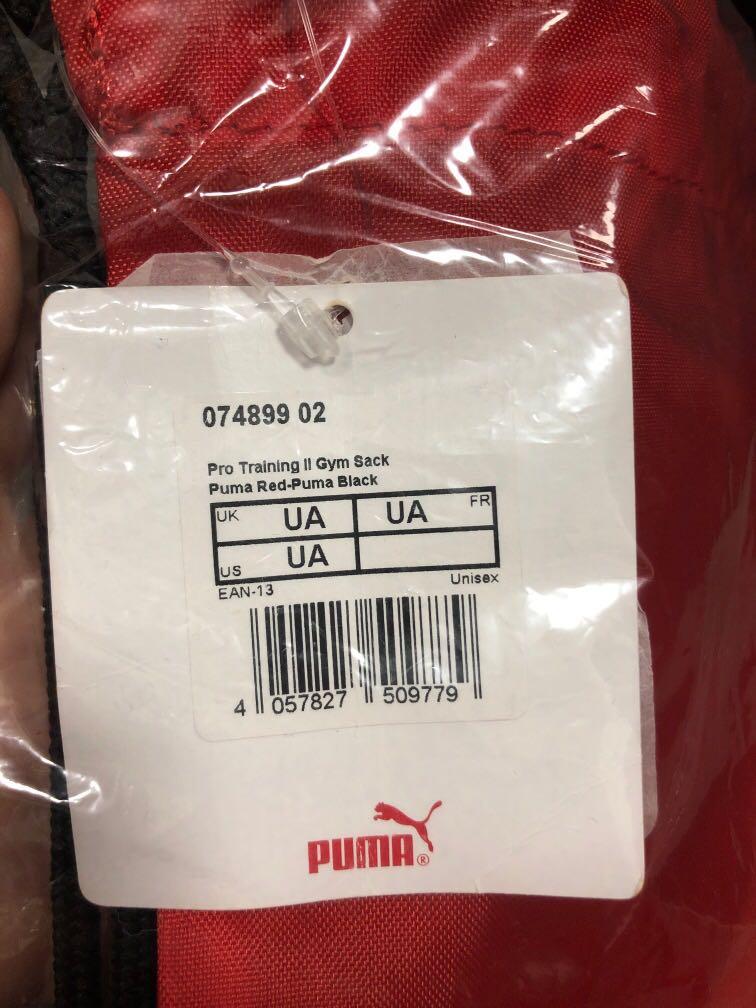 074899 02
Pro Training II Gym Sack
Puma Red-Puma Black
UK UA UA FR
US UA
EAN-13 Unisex
4 057827 509779
PUMA®